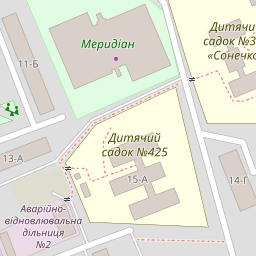 Дитячий
садок №3
«Сонечко
Меридіан
11-Б
Дитячий
садок №425
13-А
15-А
14-Г
Аварійно-
відновлювальна
дільниця
№2